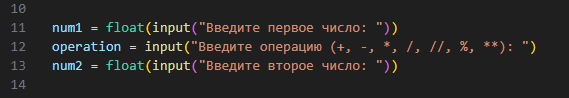 10
11 num1 = float(input("Введите первое число: "))
12 operation = input("Введите операцию (+, -, *, /, //, %, **): ")
13 num2 = float(input("Введите второе число: "))
14